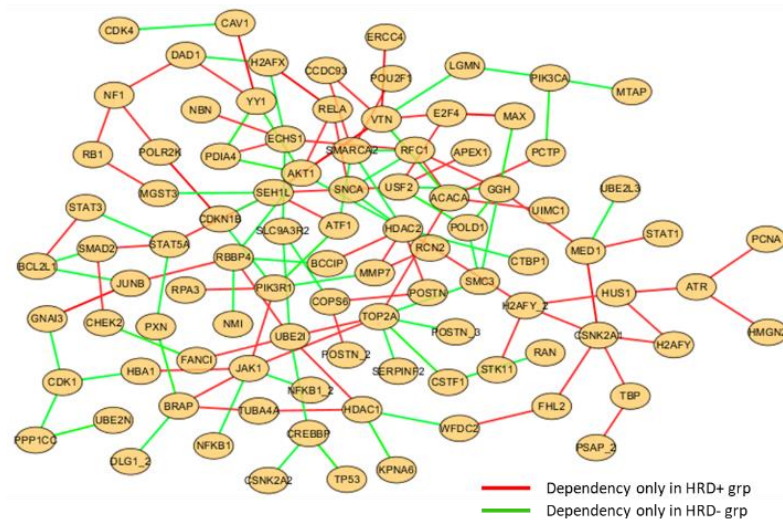 CDK4
CAV1
ERCC4
DAD1
H2AFX
CCDC93
POU2F1
LGMN
PIK3CA
MTAP
NF1
NBN
YY1
RELA
VTN
E2F4
MAX
RB1
POLR2K
PDIA4
ECHS1
SMARCA2
RFC1
APEX1
PCTP
MGST3
AKT1
SEH1L
SNCA
USF2
ACACA
GGH
UBE2L3
STAT3
CDKN1B
UIMC1
SMAD2
STAT5A
SLC9A3R2
ATF1
HDAC2
POLD1
MED1
STAT1
PCNA
BCL2L1
JUNB
RBBP4
BCCIP
RCN2
CTBP1
RPA3
PIK3R1
MMP7
SMC3
HUS1
ATR
GNAI3
CHEK2
PXN
NMI
COPS6
POSTN
H2AFY_2
HMGN2
FANCI
UBE2I
TOP2A
POSTN_3
CSNK2A1
H2AFY
POSTN_2
CDK1
HBA1
JAK1
SERPINF2
STK11
RAN
NFKB1_2
CSTF1
TBP
PPP1CC
UBE2N
BRAP
TUBA4A
HDAC1
FHL2
DLG1_2
NFKB1
CREBBP
WFDC2
PSAP_2
CSNK2A2
TP53
KPNA6
Dependency only in HRD+ grp
Dependency only in HRD- grp